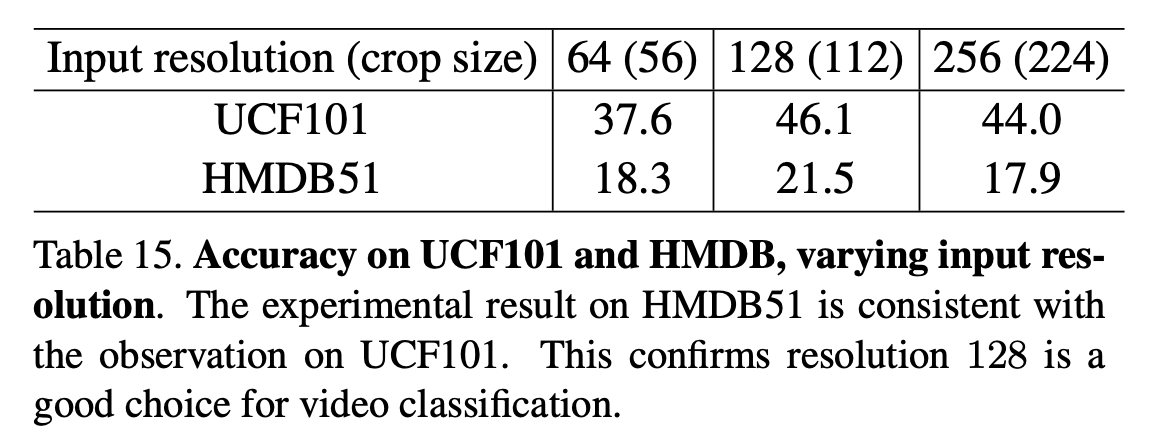 Input resolution (crop size) 64 (56) 128 (112) 256 (224)
UCF101 37.6 46.1 44.0
HMDB51 18.3 21.5 17.9
Table 15. Accuracy on UCF101 and HMDB, varying input res-
olution. The experimental result on HMDB51 is consistent with
the observation on UCF101. This confirms resolution 128 is a
good choice for video classification.